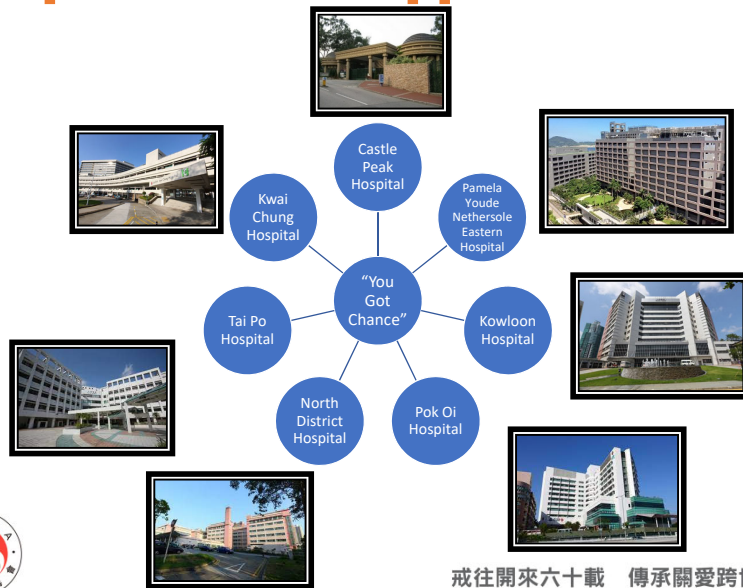 Castle
Peak
Hospital
Pamela
Youde
Nethersole
Eastern
Hospital
Kwai
Chung
Hospital
"You
Got
Chance"
Tai Po
Hospital
Kowloon
Hospital
North
District
Hospital
Pok Oi
Hospital
戒往開來六十載 傳承關愛跨